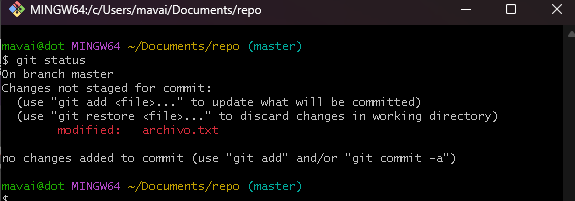 MINGW64:/c/Users/mavai/Documents/repo
mavai@dot MINGW64 ~/Documents/repo (master)
$ git status
On branch master
Changes not staged for commit:
  (use "git add <file>..." to update what will be committed)
  (use "git restore <file>..." to discard changes in working directory)
        modified:   archivo.txt

no changes added to commit (use "git add" and/or "git commit -a")

mavai@dot MINGW64 ~/Documents/repo (master)
$